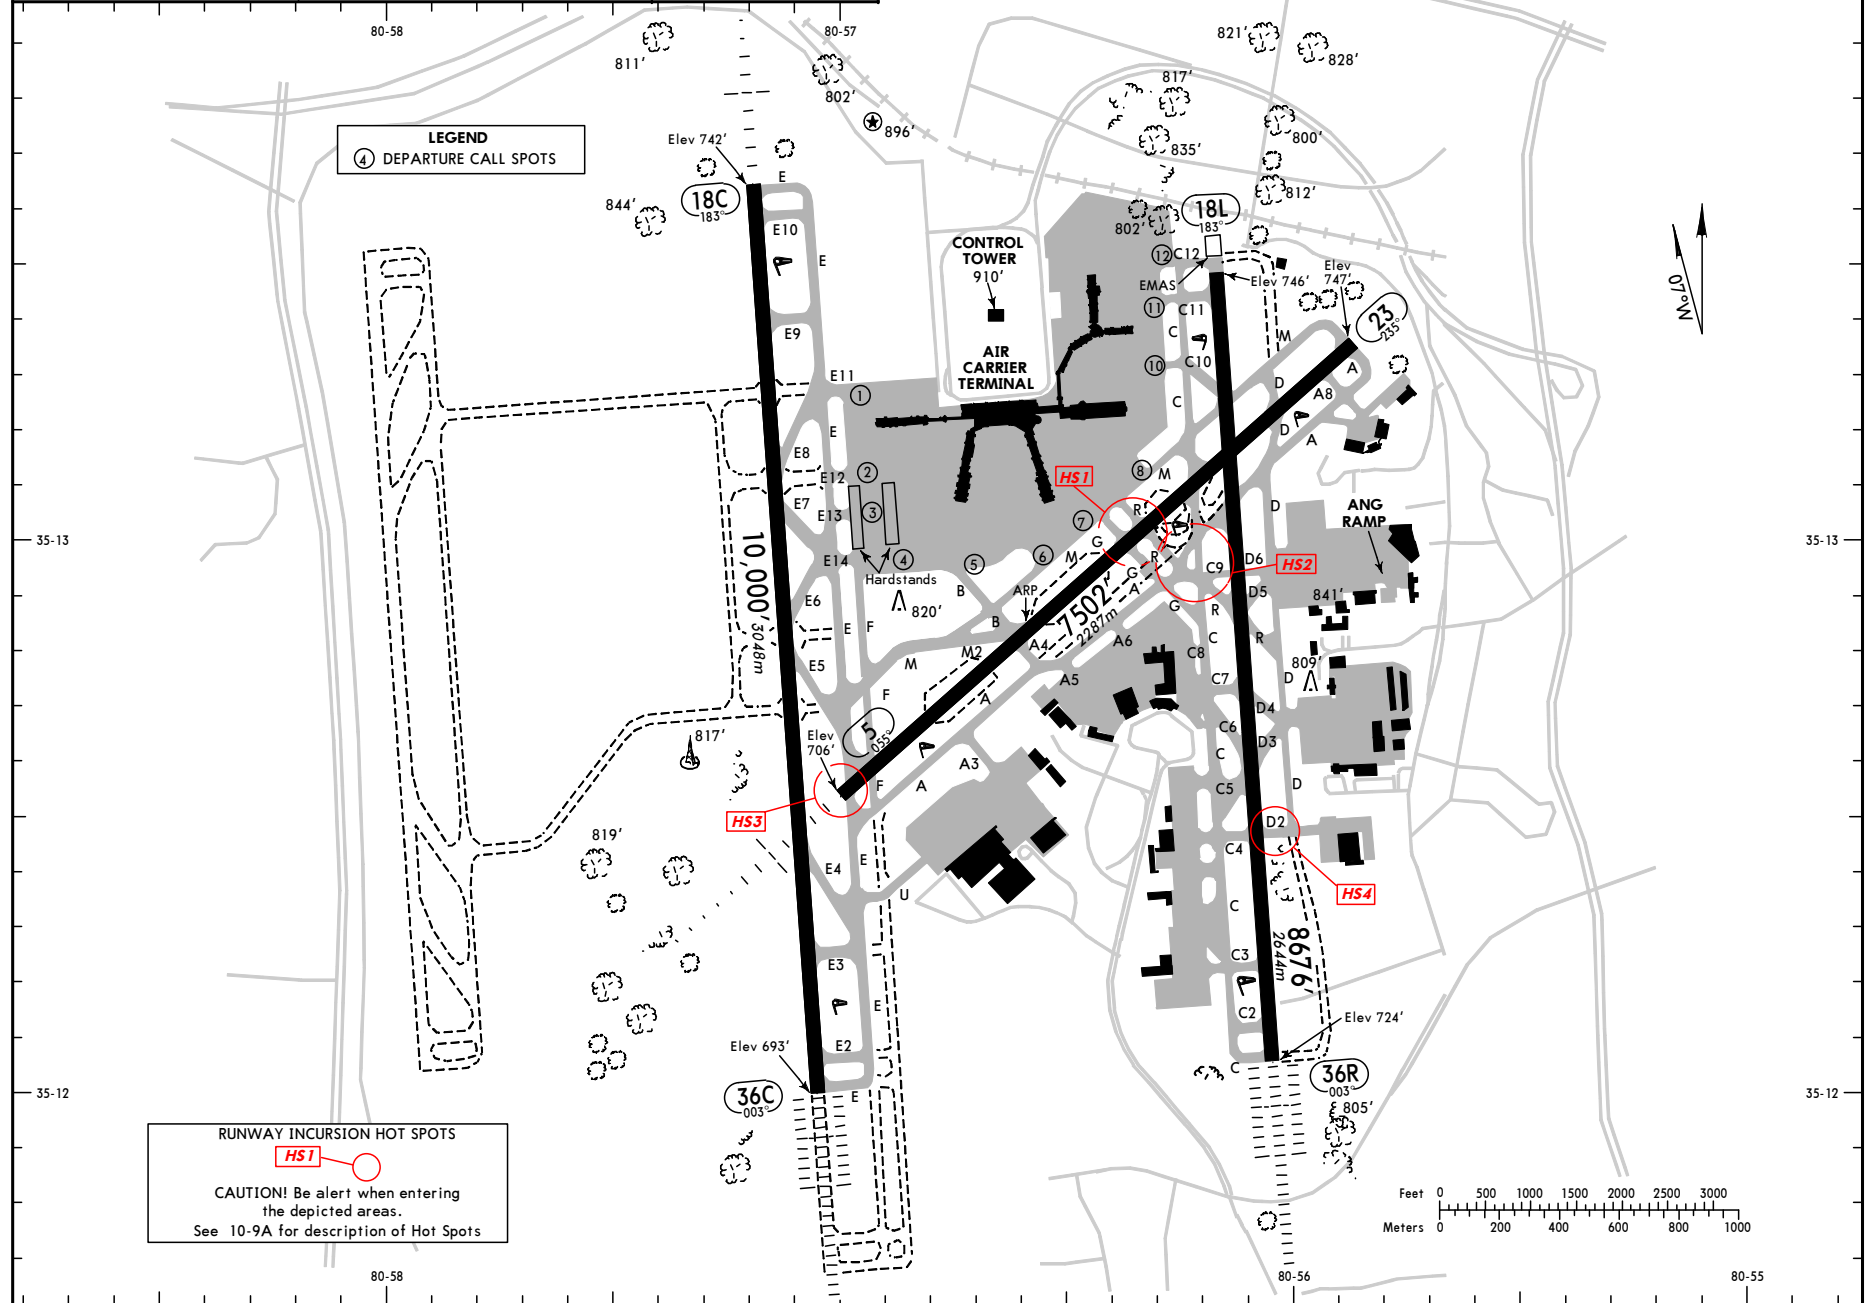 80-58
80-57
811'
802'
896'
821'
828'
817'
800'
835'
812'
802'
844'
LEGEND
4 DEPARTURE CALL SPOTS
Elev 742'
18C
183°
E
E10
E
E9
E11
1
E
E8
E12
2
E7
E13
3
E14
4
Hardstands
820'
E6
E
F
E5
10,000'
3048m
CONTROL
TOWER
910'
AIR
CARRIER
TERMINAL
18L
183°
12
C12
EMAS
Elev 746'
Elev
747'
23
235°
11
C11
C
10
C10
C
M
D
A
A8
D
A
8
M
HS1
7
R
G
M
6
5
B
B
ARP
G
R
A
G
C9
D6
D5
HS2
D
ANG
RAMP
841'
809'
R
C
R
C8
C7
D
D4
C6
D3
C
C5
D
D2
C4
HS4
C
C3
C2
C
8676'
2644m
Elev 724'
36R
003°
805'
7502'
2287m
A4
A6
A5
M
M2
F
A
5
055°
Elev
706'
F
A
A3
HS3
817'
819'
E4
E
U
E3
E
E2
E
Elev 693'
36C
003°
07°W
35-13
35-13
35-12
35-12
RUNWAY INCURSION HOT SPOTS
HS1
CAUTION! Be alert when entering
the depicted areas.
See 10-9A for description of Hot Spots
Feet 0 500 1000 1500 2000 2500 3000
Meters 0 200 400 600 800 1000
80-58
80-56
80-55